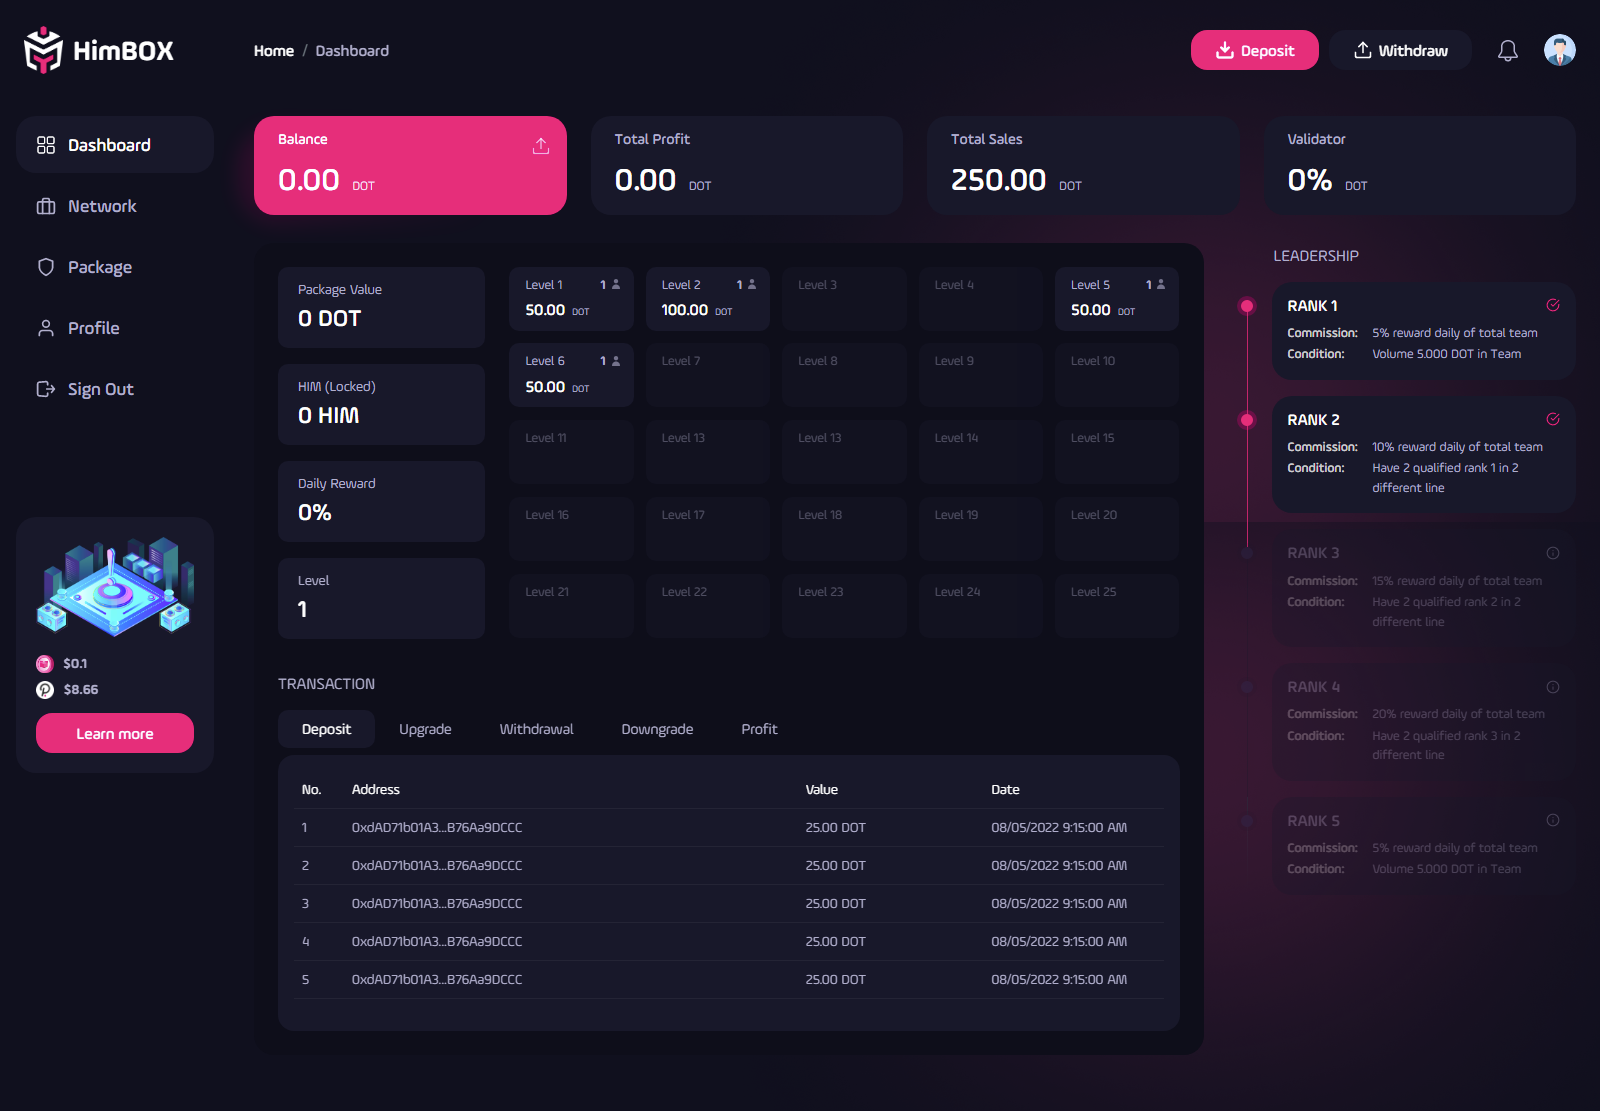 HimBOX
Home / Dashboard
Deposit
Withdraw
Dashboard
Network
Package
Profile
Sign Out
$0.1
$8.66
Learn more
Balance
0.00 DOT
Total Profit
0.00 DOT
Total Sales
250.00 DOT
Validator
0% DOT
Package Value
0 DOT
HIM (Locked)
0 HIM
Daily Reward
0%
Level
1
Level 1 1
50.00 DOT
Level 2 1
100.00 DOT
Level 3
Level 4
Level 5 1
50.00 DOT
Level 6 1
50.00 DOT
Level 7
Level 8
Level 9
Level 10
Level 11
Level 13
Level 13
Level 14
Level 15
Level 16
Level 17
Level 18
Level 19
Level 20
Level 21
Level 22
Level 23
Level 24
Level 25
TRANSACTION
Deposit Upgrade Withdrawal Downgrade Profit
No. Address Value Date
1 0xdAD71b01A3...B76Aa9DCCC 25.00 DOT 08/05/2022 9:15:00 AM
2 0xdAD71b01A3...B76Aa9DCCC 25.00 DOT 08/05/2022 9:15:00 AM
3 0xdAD71b01A3...B76Aa9DCCC 25.00 DOT 08/05/2022 9:15:00 AM
4 0xdAD71b01A3...B76Aa9DCCC 25.00 DOT 08/05/2022 9:15:00 AM
5 0xdAD71b01A3...B76Aa9DCCC 25.00 DOT 08/05/2022 9:15:00 AM
LEADERSHIP
RANK 1
Commission: 5% reward daily of total team
Condition: Volume 5.000 DOT in Team
RANK 2
Commission: 10% reward daily of total team
Condition: Have 2 qualified rank 1 in 2
different line
RANK 3
Commission: 15% reward daily of total team
Condition: Have 2 qualified rank 2 in 2
different line
RANK 4
Commission: 20% reward daily of total team
Condition: Have 2 qualified rank 3 in 2
different line
RANK 5
Commission: 5% reward daily of total team
Condition: Volume 5.000 DOT in Team